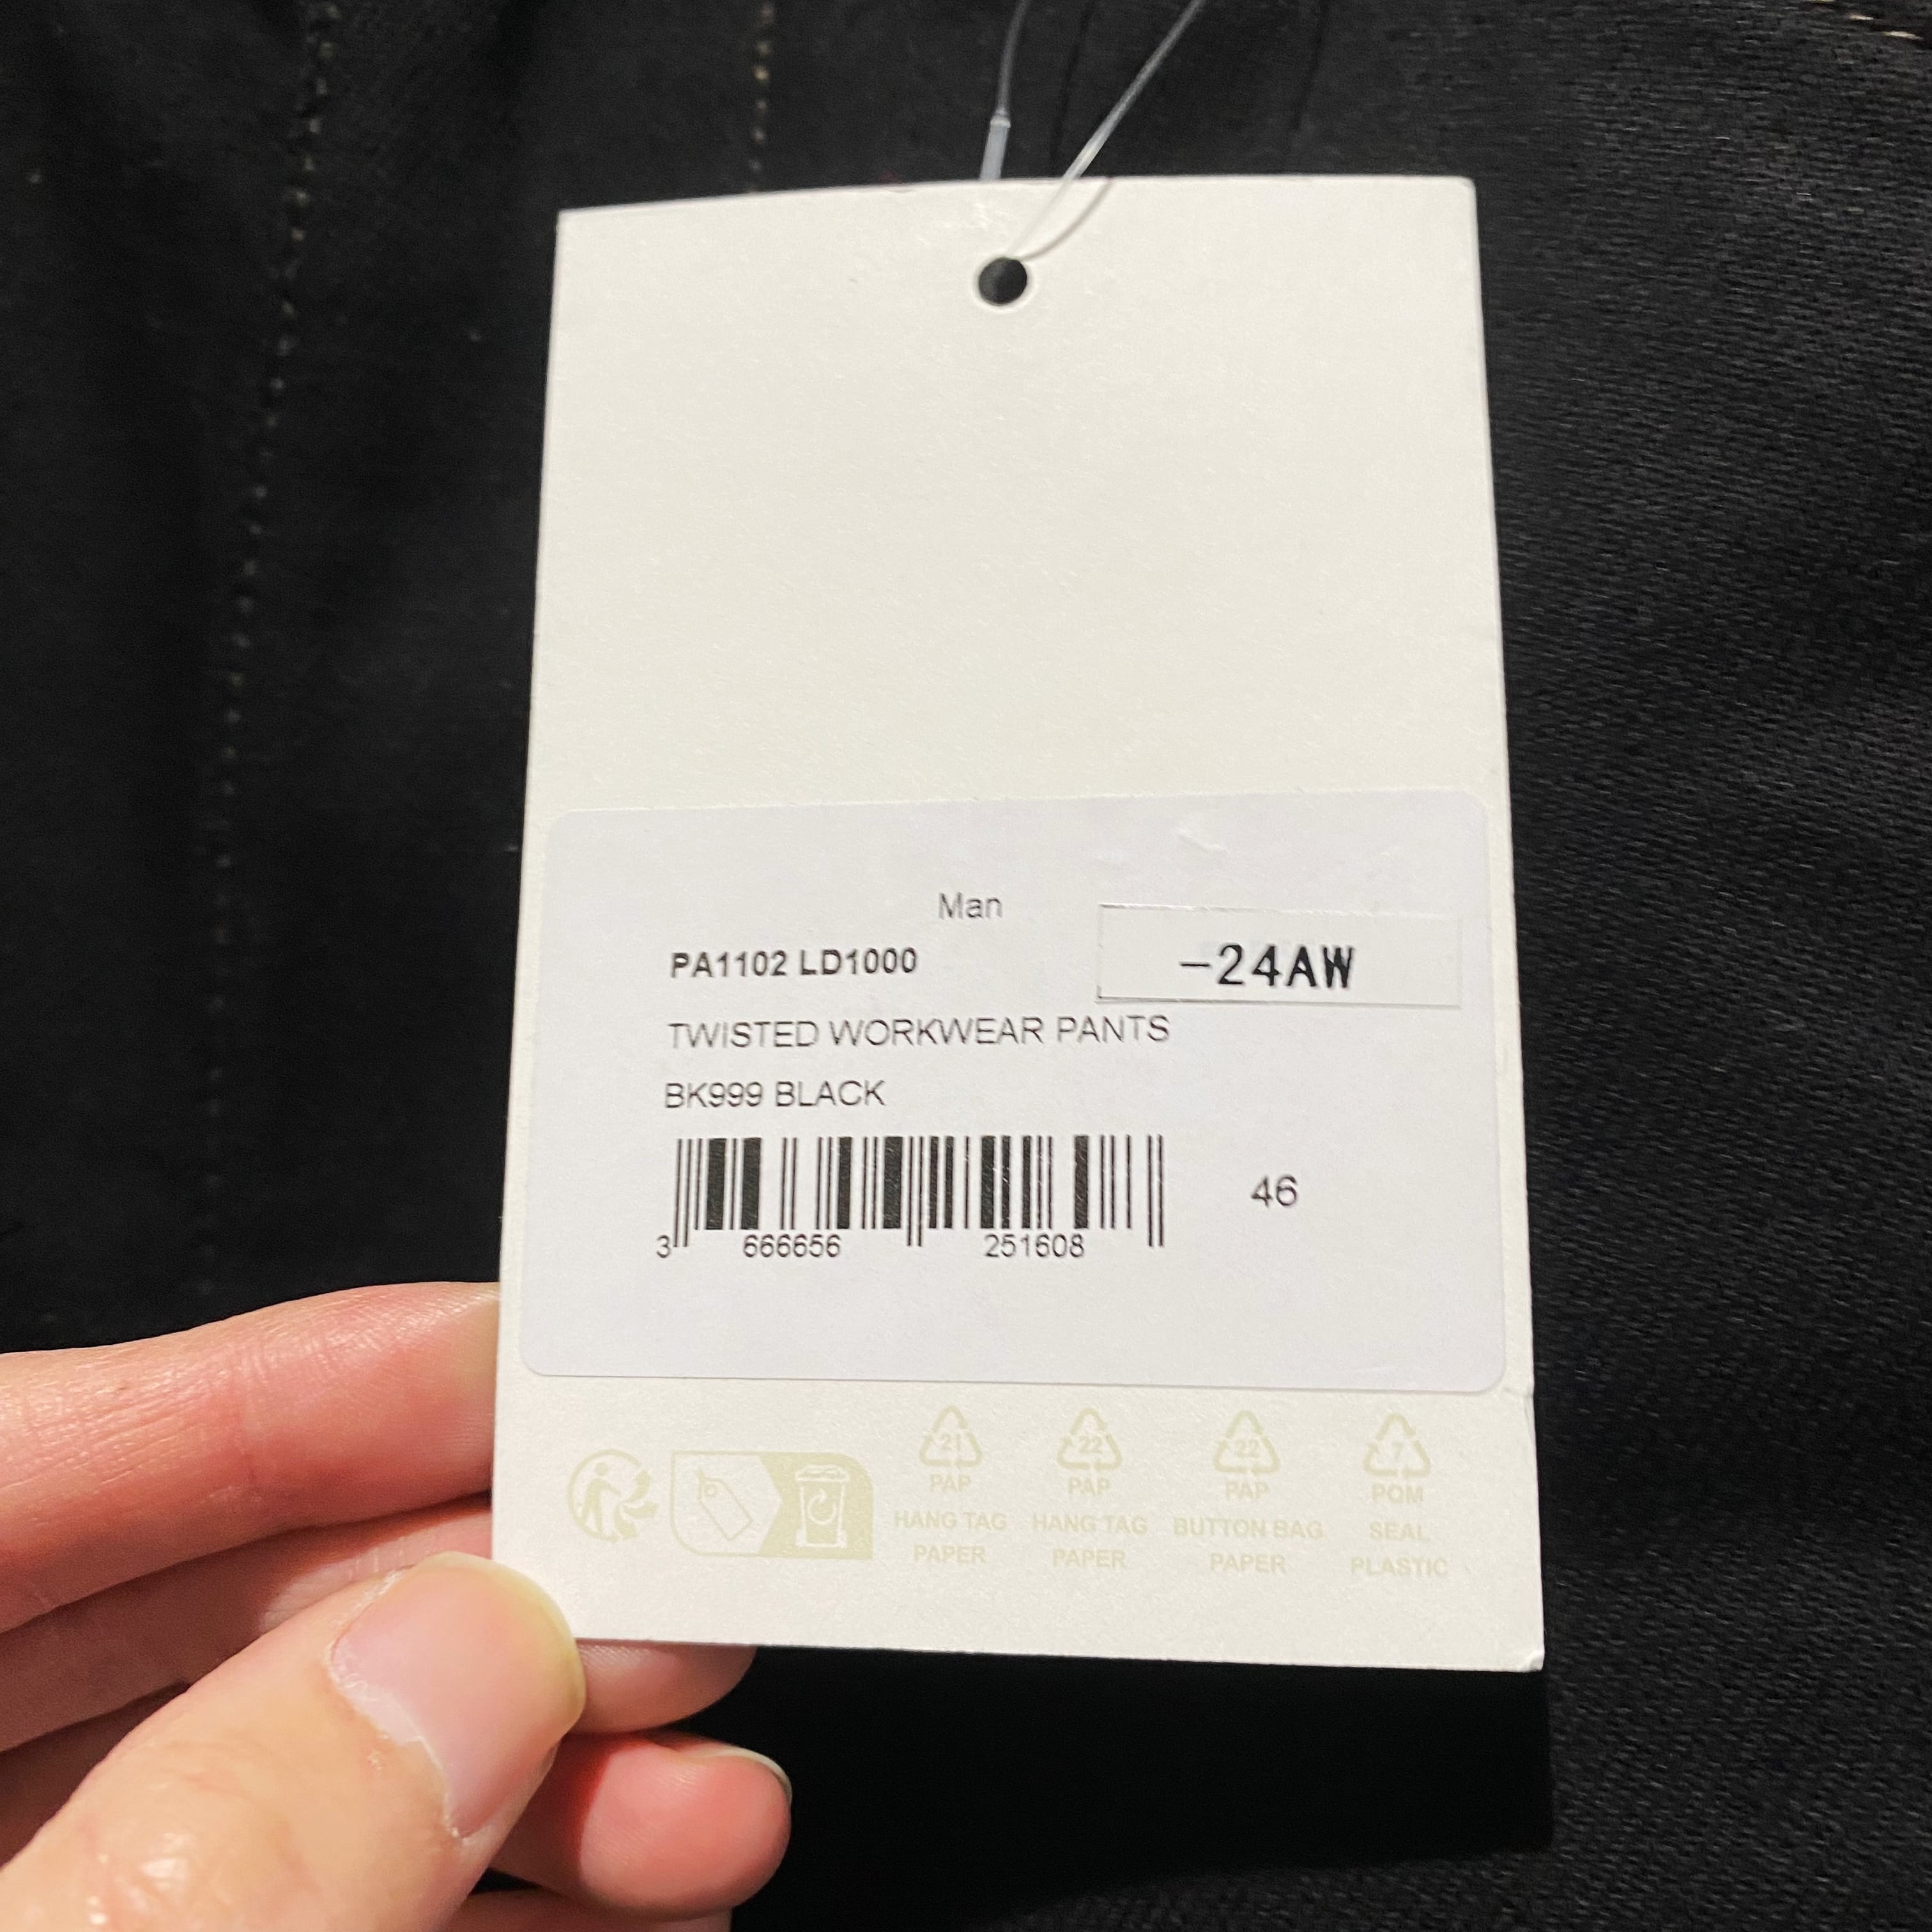 Man
PA1102 LD1000
-24AW
TWISTED WORKWEAR PANTS
BK999 BLACK
46
3 666656 251608
21 22 22 7
PAP PAP PAP POM
HANG TAG HANG TAG BUTTON BAG SEAL
PAPER PAPER PAPER PLASTIC